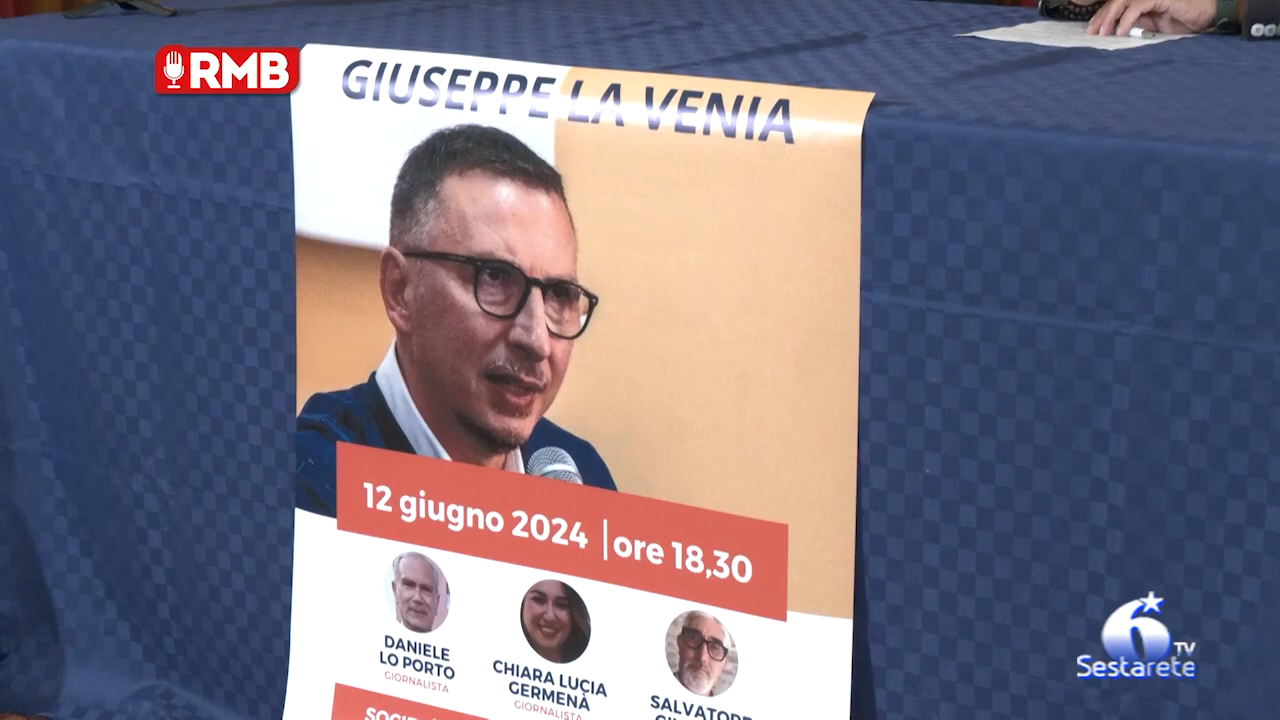 RMB
GIUSEPPE LA VENIA
12 giugno 2024 | ore 18,30
DANIELE
LO PORTO
GIORNALISTA
CHIARA LUCIA
GERMENÀ
GIORNALISTA
SALVATORE
6 TV
Sestarete